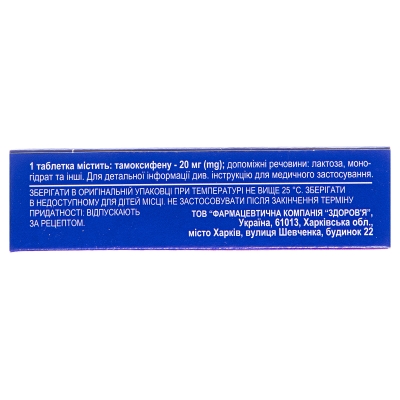 1 таблетка містить: тамоксифену - 20 мг (mg); допоміжні речовини: лактоза, моно-
гідрат та інші. Для детальної інформації див. інструкцію для медичного застосування.
ЗБЕРІГАТИ В ОРИГІНАЛЬНІЙ УПАКОВЦІ ПРИ ТЕМПЕРАТУРІ НЕ ВИЩЕ 25 °С. ЗБЕРІГАТИ
В НЕДОСТУПНОМУ ДЛЯ ДІТЕЙ МІСЦІ. НЕ ЗАСТОСОВУВАТИ ПІСЛЯ ЗАКІНЧЕННЯ ТЕРМІНУ
ПРИДАТНОСТІ. ВІДПУСКАЮТЬ
ЗА РЕЦЕПТОМ.
ТОВ "ФАРМАЦЕВТИЧНА КОМПАНІЯ "ЗДОРОВ'Я",
Україна, 61013, Харківська обл.,
місто Харків, вулиця Шевченка, будинок 22